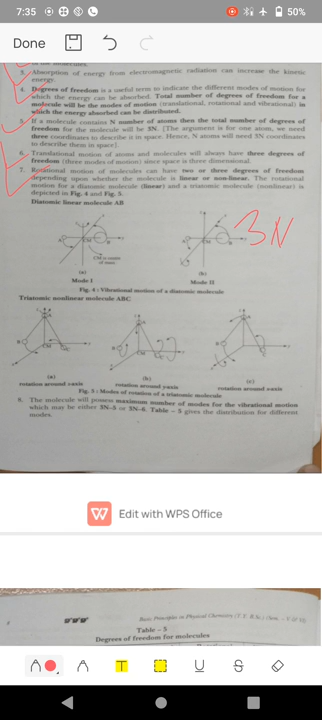 7:35
50%
Done
3. Absorption of energy from electromagnetic radiation can increase the kinetic
energy.
4. Degrees of freedom is a useful term to indicate the different modes of motion for
which the energy can be absorbed. Total number of degrees of freedom for a
molecule will be the modes of motion (translational, rotational and vibrational) in
which the energy absorbed can be distributed.
5. If a molecule contains N number of atoms then the total number of degrees of
freedom for the molecule will be 3N. (The argument is for one atom, we need
three coordinates to describe it in space. Hence, N atoms will need 3N coordinates
to describe them in space).
6. Translational motion of atoms and molecules will always have three degrees of
freedom (three modes of motion) since space is three dimensional.
7. Rotational motion of molecules can have two or three degrees of freedom
depending upon whether the molecule is linear or non-linear. The rotational
motion for a diatomic molecule (linear) and a triatomic molecule (nonlinear) is
depicted in Fig. 4 and Fig. 5.
Diatomic linear molecule AB
3N
CM
CM
CM is centre
of mass
(a)
(b)
Mode I
Mode II
Fig. 4 : Vibrational motion of a diatomic molecule
Triatomic nonlinear molecule ABC
(a)
(b)
(c)
rotation around z-axis
rotation around y-axis
rotation around x-axis
Fig. 5 : Modes of rotation of a triatomic molecule
8. The molecule will possess maximum number of modes for the vibrational motion
which may be either 3N-5 or 3N-6. Table – 5 gives the distribution for different
modes.
W Edit with WPS Office
Basic Principles in Physical Chemistry
Table – 5
Degrees of freedom for molecules